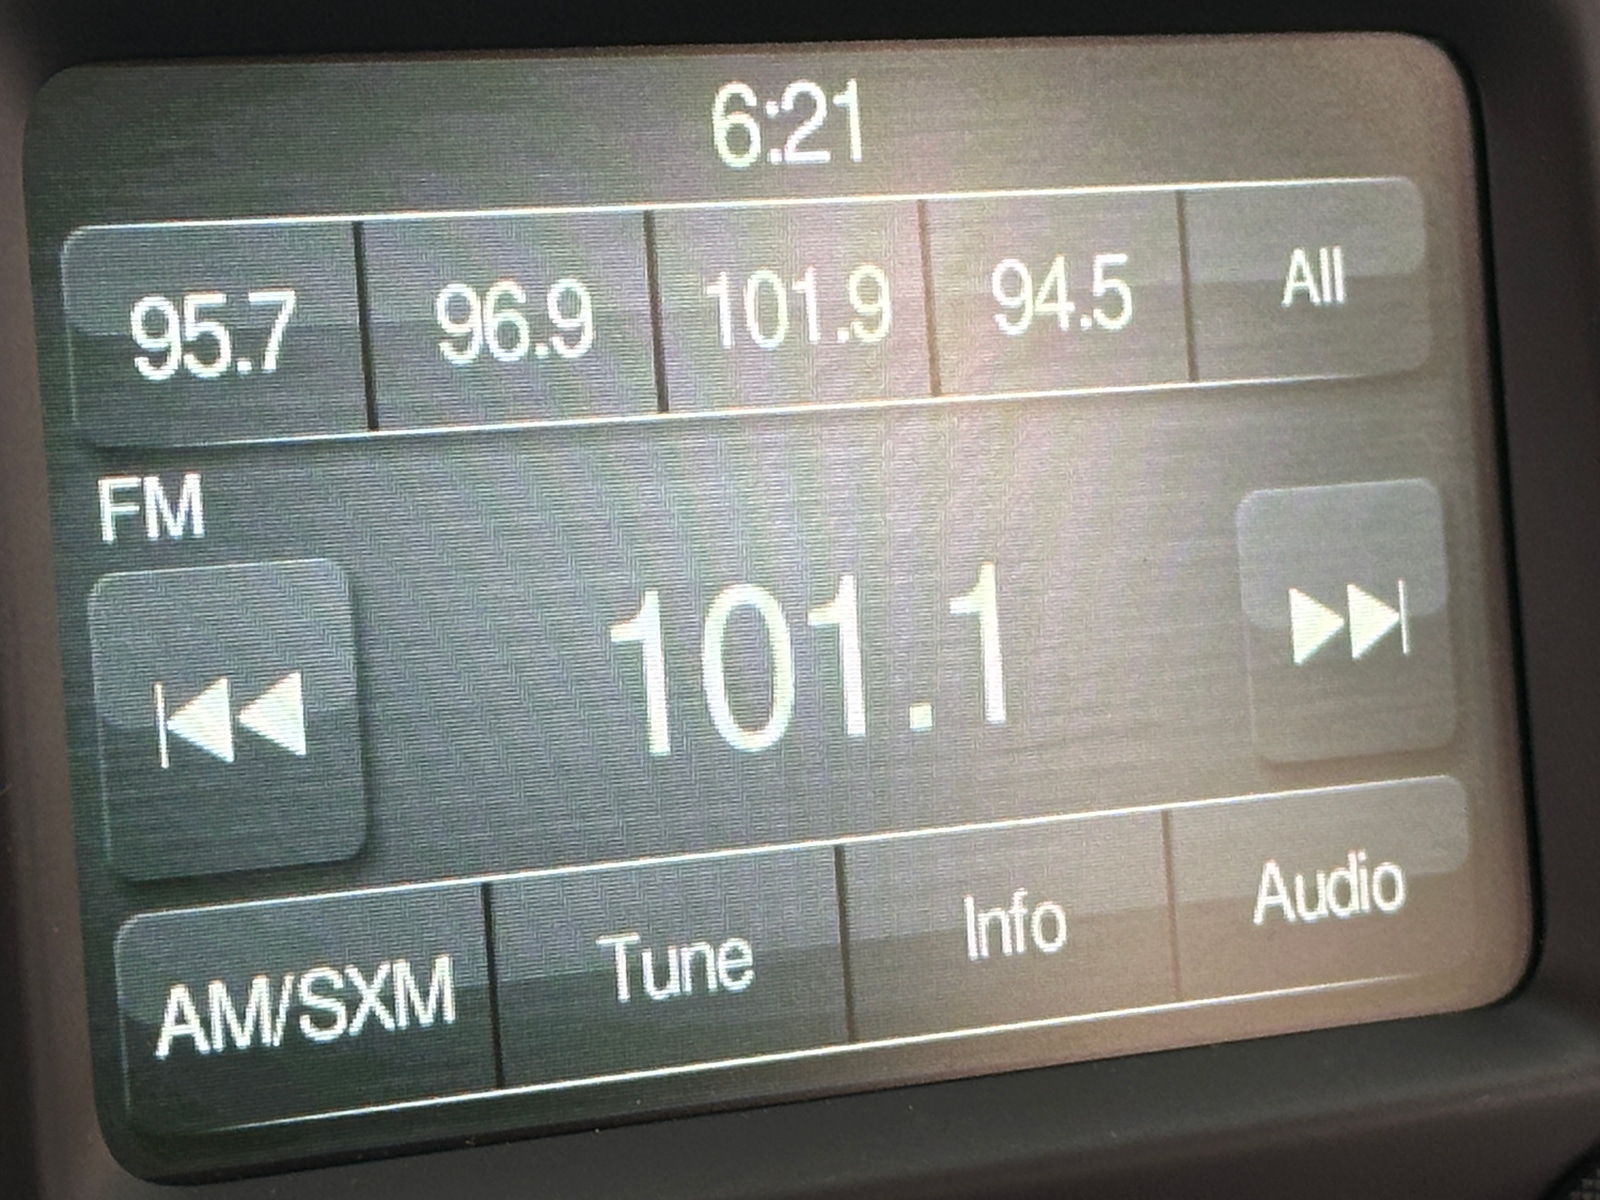 6:21
95.7 96.9 101.9 94.5 All
FM
101.1
AM/SXM Tune Info Audio